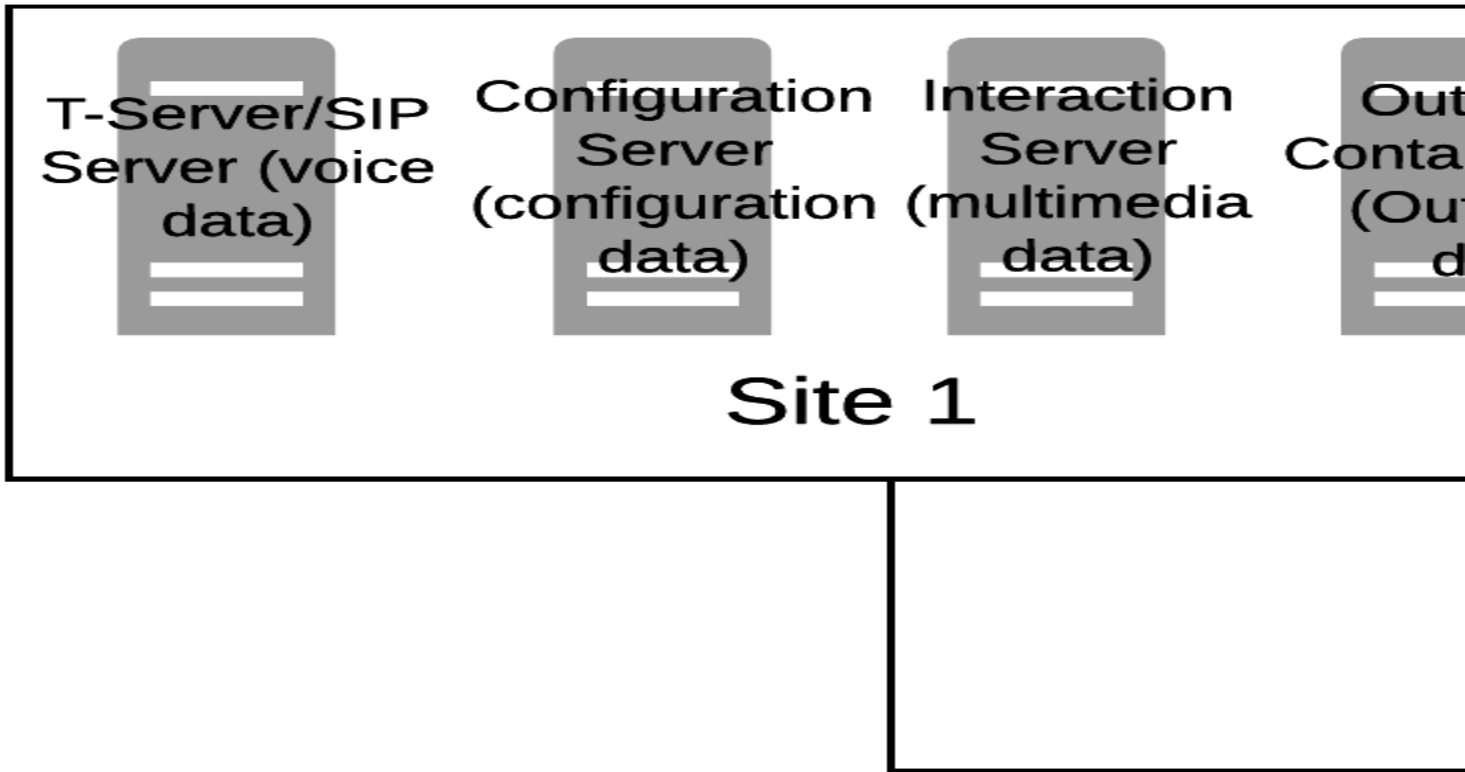 T-Server/SIP
Server (voice
data)
Configuration
Server
(configuration
data)
Interaction
Server
(multimedia
data)
Site 1